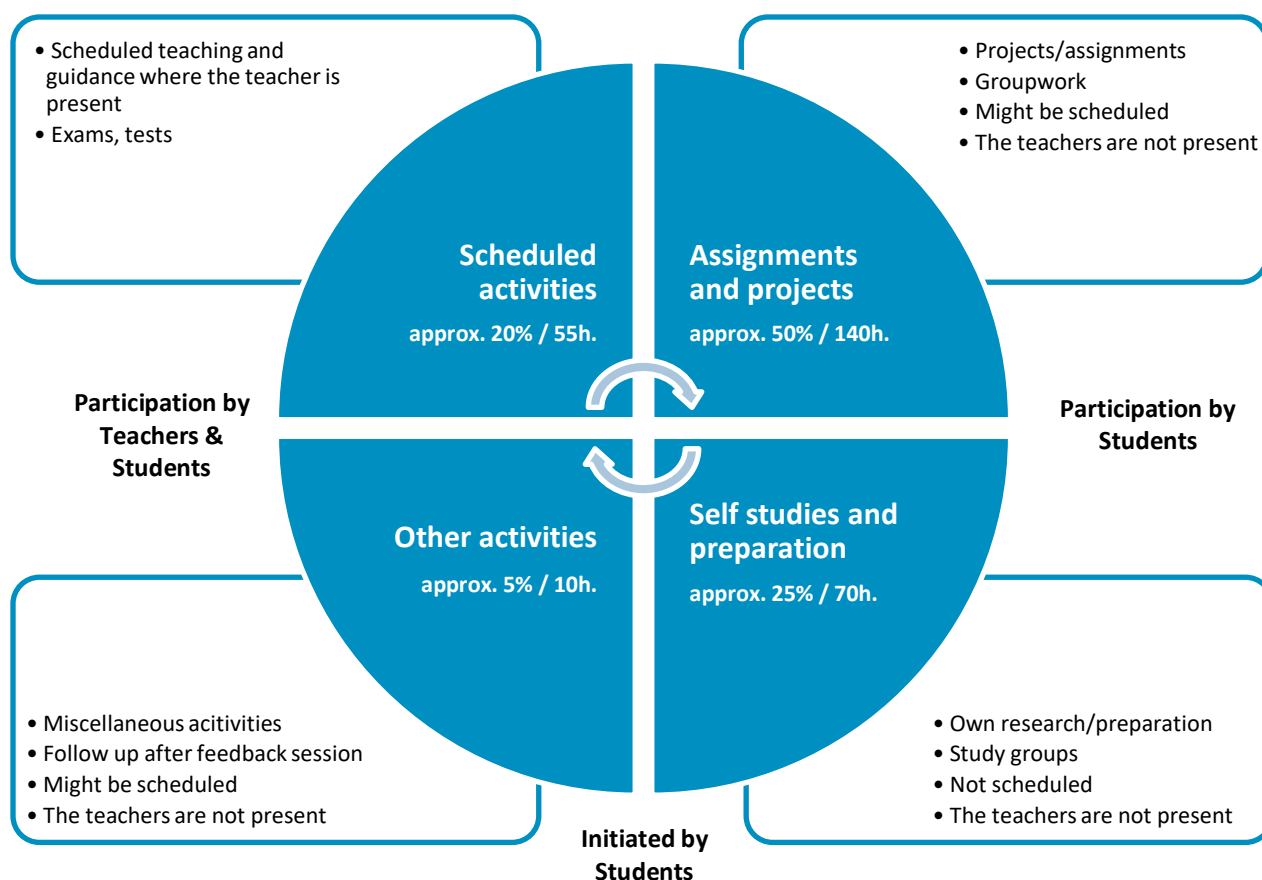 • Scheduled teaching and
guidance where the teacher is
present
• Exams, tests
• Projects/assignments
• Groupwork
• Might be scheduled
• The teachers are not present
Scheduled
activities
approx. 20% / 55h.
Assignments
and projects
approx. 50% / 140h.
Participation by
Teachers &
Students
Participation by
Students
Other activities
approx. 5% / 10h.
Self studies and
preparation
approx. 25% / 70h.
• Miscellaneous acitivities
• Follow up after feedback session
• Might be scheduled
• The teachers are not present
• Own research/preparation
• Study groups
• Not scheduled
• The teachers are not present
Initiated by
Students